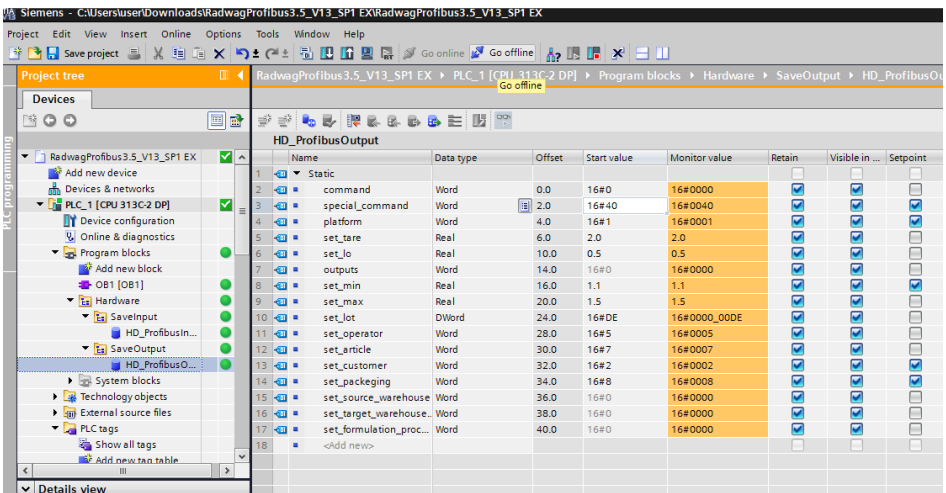 Siemens - C:\Users\user\Downloads\RadwagProfibus3.5_V13_SP1 EX\RadwagProfibus3.5_V13_SP1 EX
Project Edit View Insert Online Options Tools Window Help
Save project Go online Go offline
Project tree
RadwagProfibus3.5_V13_SP1 EX PLC_1 [CPU 313C-2 DP] Program blocks Hardware SaveOutput HD_ProfibusOu
Go offline
Devices
PLC programming
HD_ProfibusOutput
RadwagProfibus3.5_V13_SP1 EX
Add new device
Devices & networks
PLC_1 [CPU 313C-2 DP]
Device configuration
Online & diagnostics
Program blocks
Add new block
OB1 [OB1]
Hardware
SaveInput
HD_ProfibusIn...
SaveOutput
HD_ProfibusO...
System blocks
Technology objects
External source files
PLC tags
Show all tags
Add new tag table
Details view
Name Data type Offset Start value Monitor value Retain Visible in ... Setpoint
1 Static
2 command Word 0.0 16#0 16#0000
3 special_command Word 2.0 16#40 16#0040
4 platform Word 4.0 16#1 16#0001
5 set_tare Real 6.0 2.0 2.0
6 set_lo Real 10.0 0.5 0.5
7 outputs Word 14.0 16#0 16#0000
8 set_min Real 16.0 1.1 1.1
9 set_max Real 20.0 1.5 1.5
10 set_lot DWord 24.0 16#DE 16#0000_00DE
11 set_operator Word 28.0 16#5 16#0005
12 set_article Word 30.0 16#7 16#0007
13 set_customer Word 32.0 16#2 16#0002
14 set_packeging Word 34.0 16#8 16#0008
15 set_source_warehouse Word 36.0 16#0 16#0000
16 set_target_warehouse.. Word 38.0 16#0 16#0000
17 set_formulation_proc... Word 40.0 16#0 16#0000
18 <Add new>